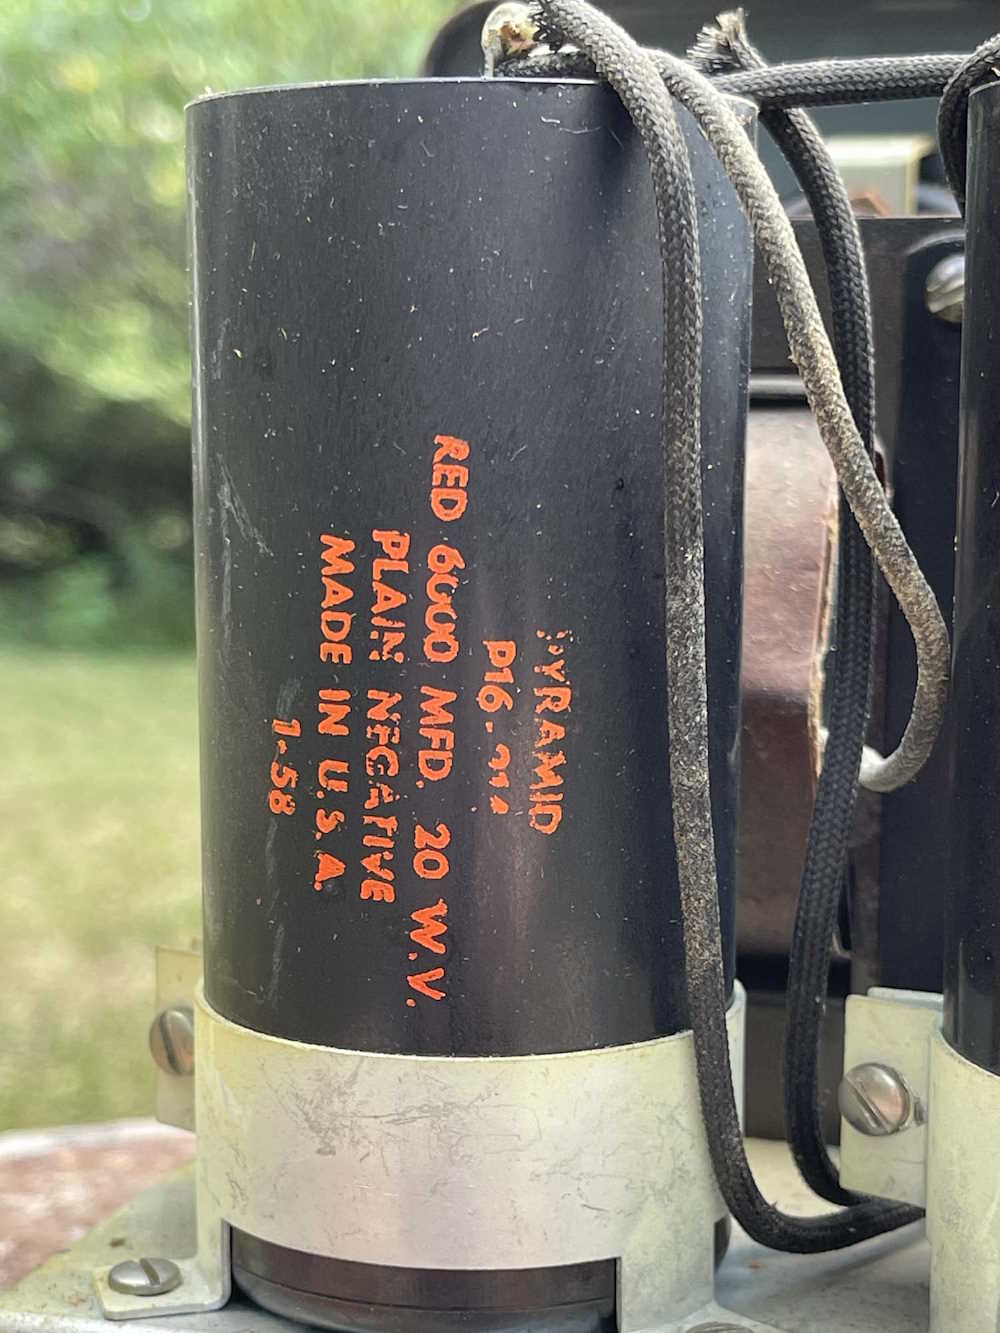 PYRAMID
RED 6000 MFD. 20 W.V.
PLAIN NEGATIVE
MADE IN U.S.A.
1-58